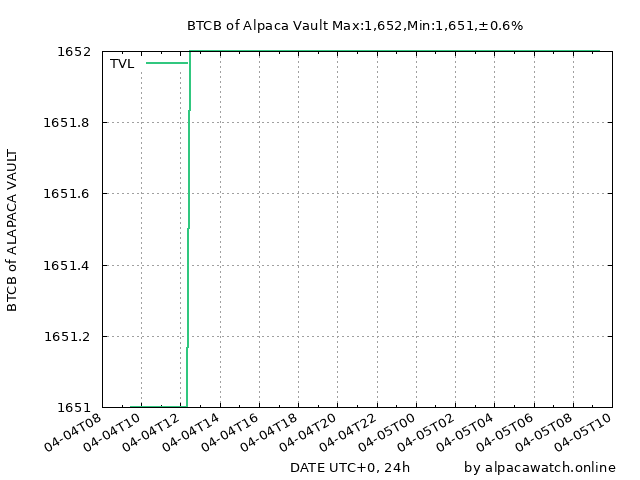 BTCB of Alpaca Vault Max:1,652,Min:1,651,±0.6%
1652
TVL
1651.8
1651.6
1651.4
1651.2
1651
BTCB of ALAPACA VAULT
04-04T08
04-04T10
04-04T12
04-04T14
04-04T16
04-04T18
04-04T20
04-04T22
04-05T00
04-05T02
04-05T04
04-05T06
04-05T08
04-05T10
DATE UTC+0, 24h
by alpacawatch.online